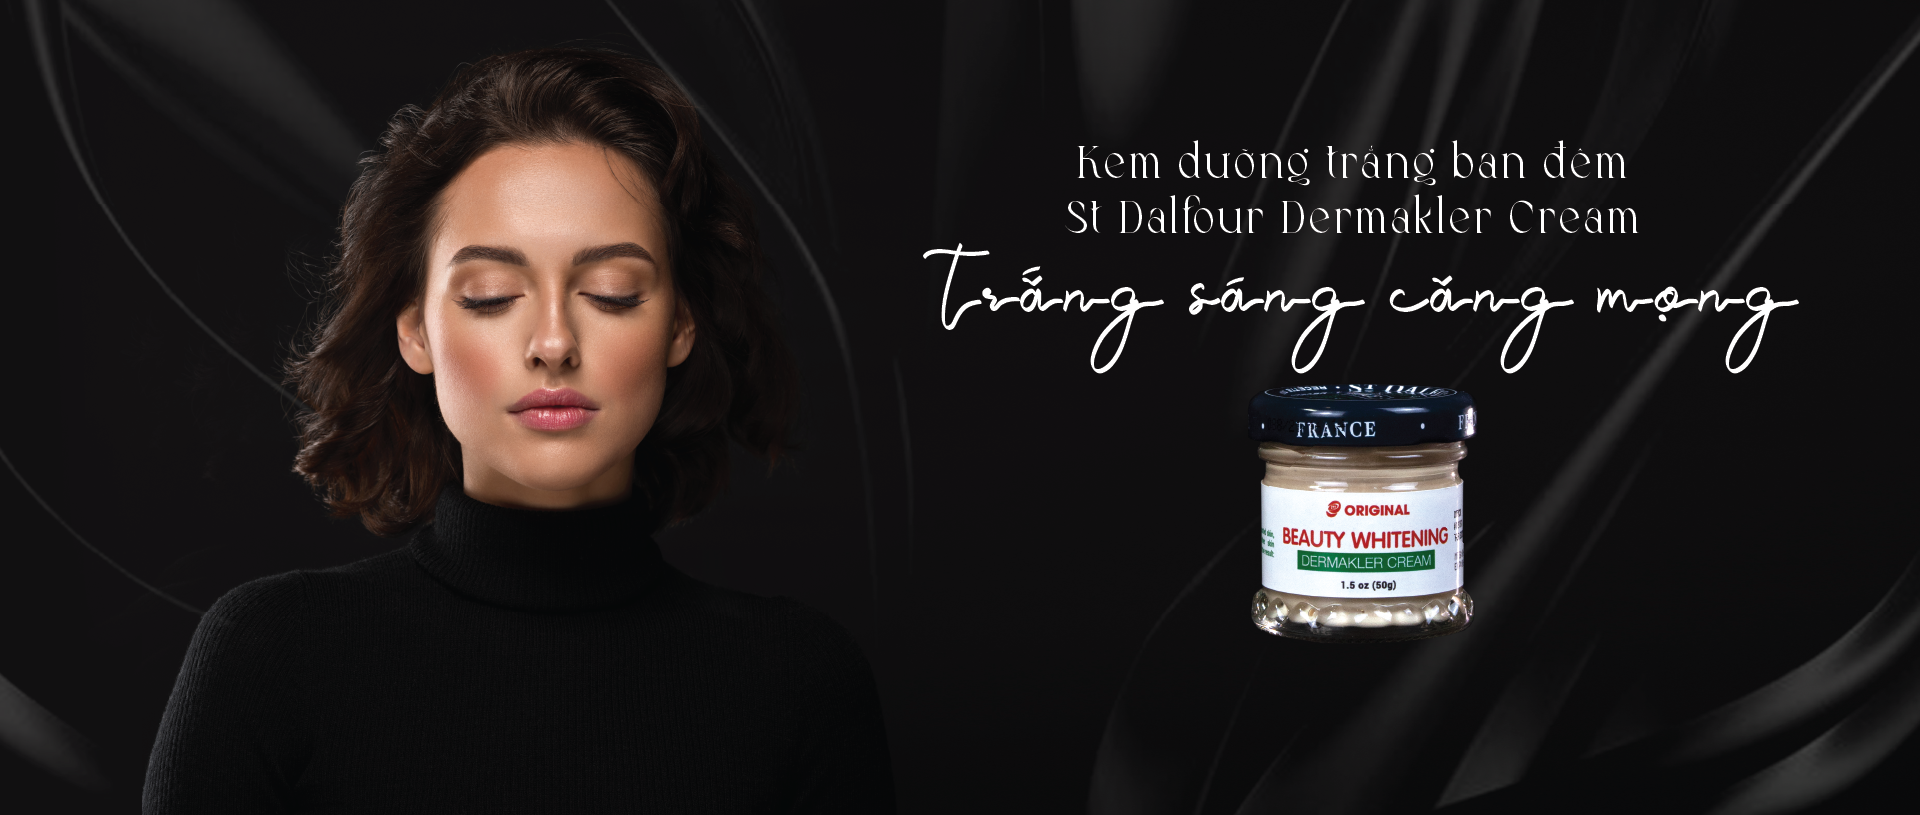 Kem dưỡng trắng ban đêm
St Dalfour Dermakler Cream
Trắng sáng căng mọng
FRANCE
ORIGINAL
BEAUTY WHITENING
DERMAKLER CREAM
1.5 oz (50g)